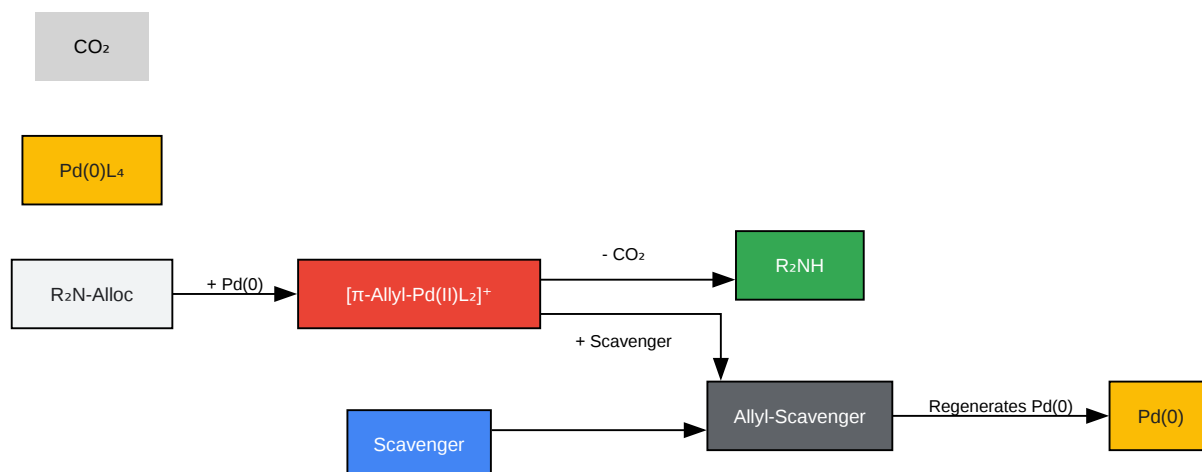 CO₂
Pd(0)L₄
R₂N-Alloc
+ Pd(0)
[π-Allyl-Pd(II)L₂]⁺
- CO₂
R₂NH
+ Scavenger
Scavenger
Allyl-Scavenger
Regenerates Pd(0)
Pd(0)